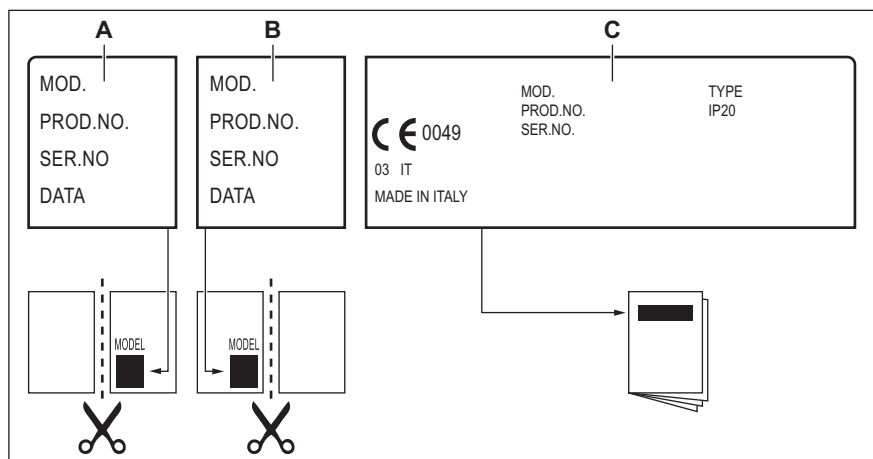 A
B
C
MOD.
PROD.NO.
SER.NO
DATA
MOD.
PROD.NO.
SER.NO
DATA
MOD.
PROD.NO.
SER.NO.
TYPE
IP20
CE 0049
03 IT
MADE IN ITALY
MODEL
MODEL